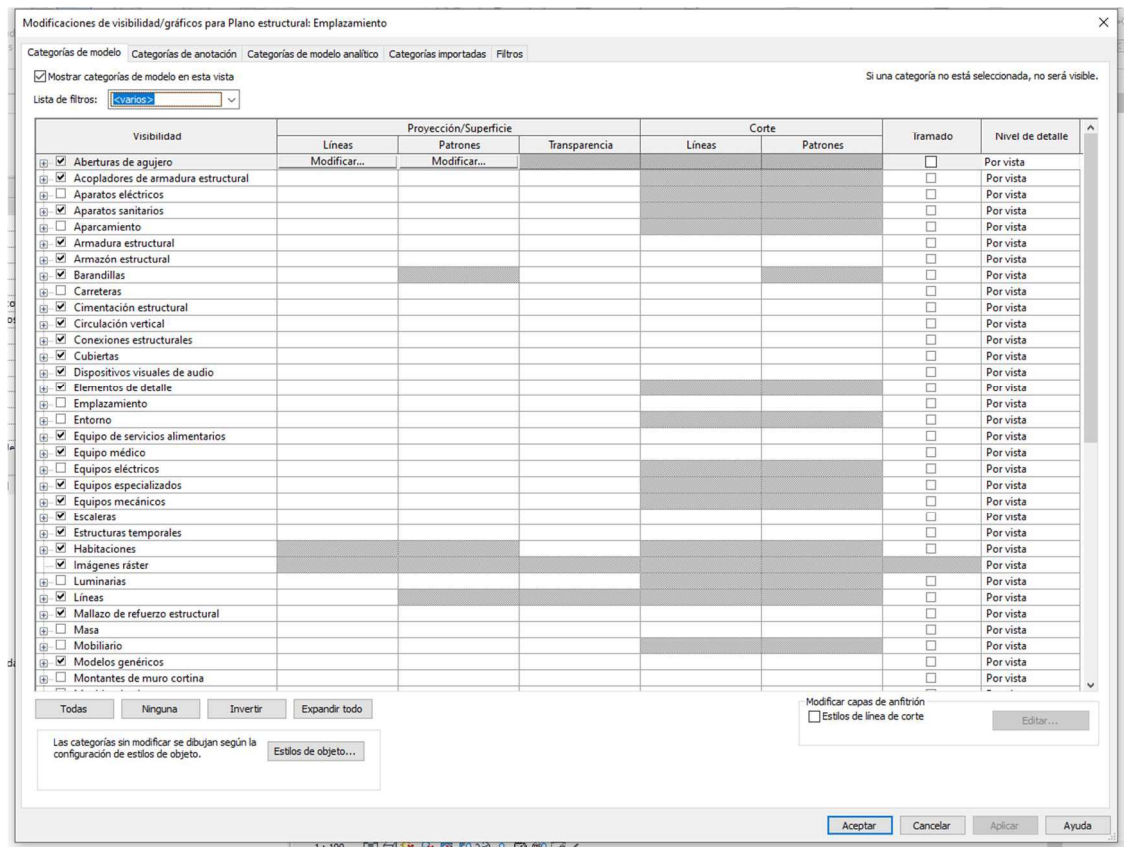 Modificaciones de visibilidad/gráficos para Plano estructural: Emplazamiento
Categorías de modelo Categorías de anotación Categorías de modelo analítico Categorías importadas Filtros
Mostrar categorías de modelo en esta vista
Si una categoría no está seleccionada, no será visible.
Lista de filtros: <varios>
Visibilidad Proyección/Superficie Corte Tramado Nivel de detalle
Líneas Patrones Transparencia Líneas Patrones
Aberturas de agujero Modificar... Modificar... Por vista
Acopladores de armadura estructural Por vista
Aparatos eléctricos Por vista
Aparatos sanitarios Por vista
Aparcamiento Por vista
Armadura estructural Por vista
Armazón estructural Por vista
Barandillas Por vista
Carreteras Por vista
Cimentación estructural Por vista
Circulación vertical Por vista
Conexiones estructurales Por vista
Cubiertas Por vista
Dispositivos visuales de audio Por vista
Elementos de detalle Por vista
Emplazamiento Por vista
Entorno Por vista
Equipo de servicios alimentarios Por vista
Equipo médico Por vista
Equipos eléctricos Por vista
Equipos especializados Por vista
Equipos mecánicos Por vista
Escaleras Por vista
Estructuras temporales Por vista
Habitaciones Por vista
Imágenes ráster Por vista
Luminarias Por vista
Líneas Por vista
Mallazo de refuerzo estructural Por vista
Masa Por vista
Mobiliario Por vista
Modelos genéricos Por vista
Montantes de muro cortina Por vista
Todas Ninguna Invertir Expandir todo
Modificar capas de anfitrión
Estilos de línea de corte Editar...
Las categorías sin modificar se dibujan según la
configuración de estilos de objeto.
Estilos de objeto...
Aceptar Cancelar Aplicar Ayuda